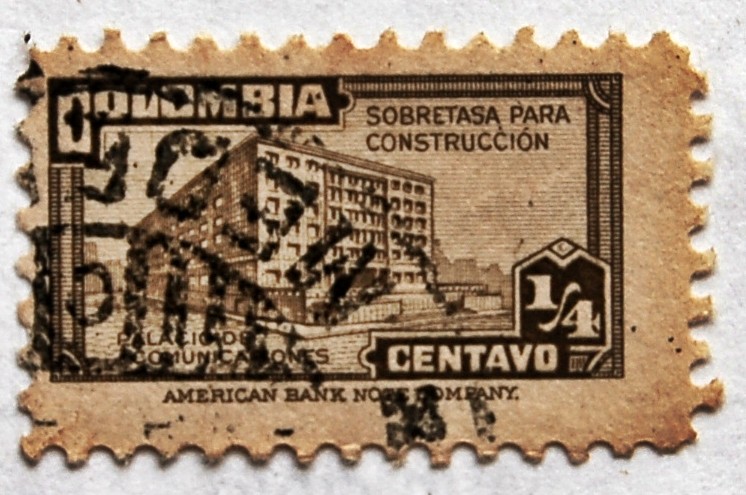 COLOMBIA
SOBRETASA PARA
CONSTRUCCIÓN
1/4
PALACIO DE
COMUNICACIONES
CENTAVO
AMERICAN BANK NOTE COMPANY.